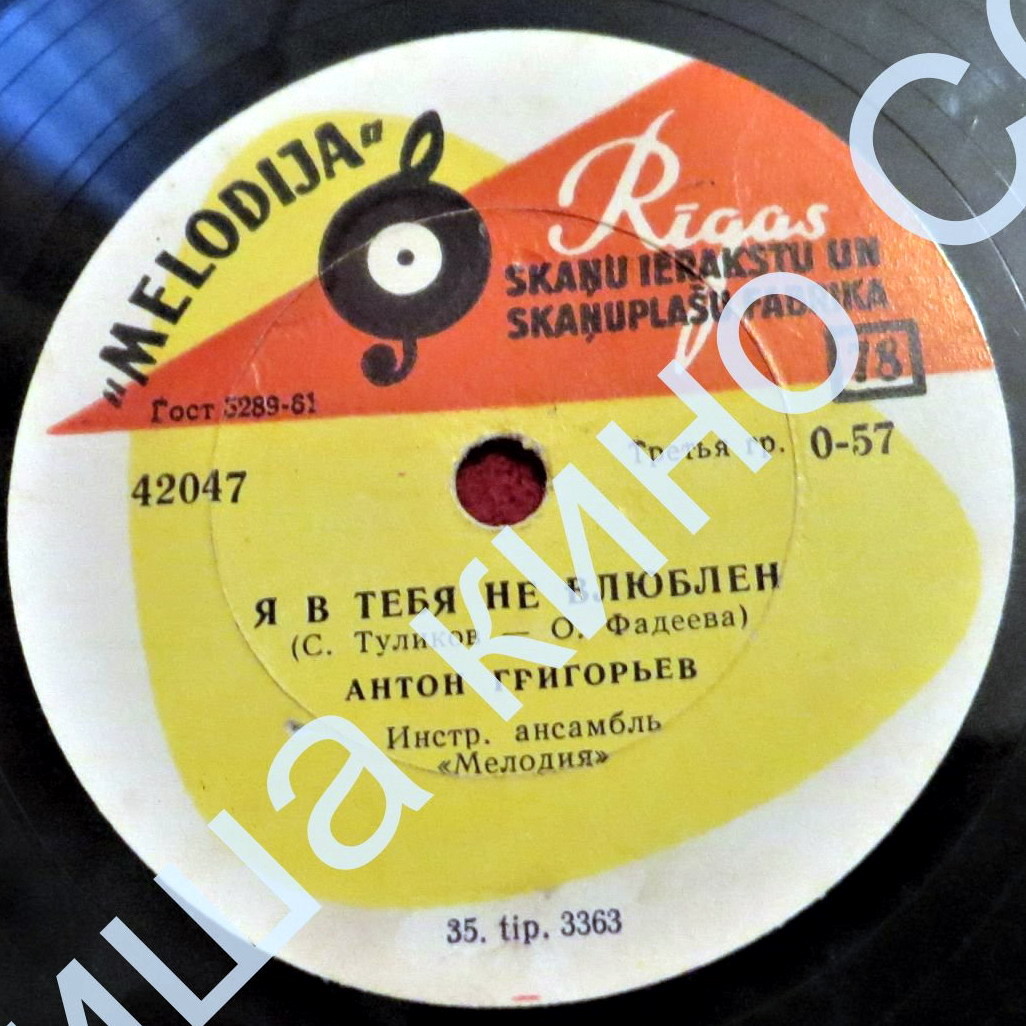 "MELODIJA"
Rīgas
SKAŅU IERAKSTU UN
SKAŅUPLAŠU FABRIKA
78
Гост 5289-61
42047
Третья гр. 0-57
Я В ТЕБЯ НЕ ВЛЮБЛЕН
(С. Туликов — О. Фадеева)
АНТОН ГРИГОРЬЕВ
Инстр. ансамбль
«Мелодия»
35. tip. 3363
кино